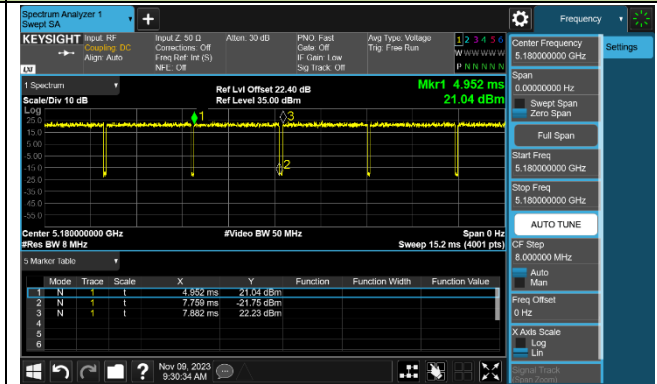 Spectrum Analyzer 1
Swept SA
+
Frequency
KEYSIGHT
Input: RF
Coupling: DC
Align: Auto
Input Z: 50 Ω
Corrections: Off
Freq Ref: Int (S)
NFE: Off
Atten: 30 dB
PNO: Fast
Gate: Off
IF Gain: Low
Sig Track: Off
Avg Type: Voltage
Trig: Free Run
1 2 3 4 5 6
W W W W W W
P N N N N N
LXI
1 Spectrum
Scale/Div 10 dB
Ref Lvl Offset 22.40 dB
Ref Level 35.00 dBm
Mkr1 4.952 ms
21.04 dBm
Log
25.0
15.0
5.00
-5.00
-15.0
-25.0
-35.0
-45.0
-55.0
1
3
2
Center 5.180000000 GHz
#Res BW 8 MHz
#Video BW 50 MHz
Span 0 Hz
Sweep 15.2 ms (4001 pts)
5 Marker Table
Mode Trace Scale X Y Function Function Width Function Value
1 N 1 t 4.952 ms 21.04 dBm
2 N 1 t 7.759 ms -21.75 dBm
3 N 1 t 7.882 ms 22.23 dBm
4
5
6
?
Nov 09, 2023
9:30:34 AM
Center Frequency
5.180000000 GHz
Settings
Span
0.00000000 Hz
Swept Span
Zero Span
Full Span
Start Freq
5.180000000 GHz
Stop Freq
5.180000000 GHz
AUTO TUNE
CF Step
8.000000 MHz
Auto
Man
Freq Offset
0 Hz
X Axis Scale
Log
Lin
Signal Track
(Span Zoom)